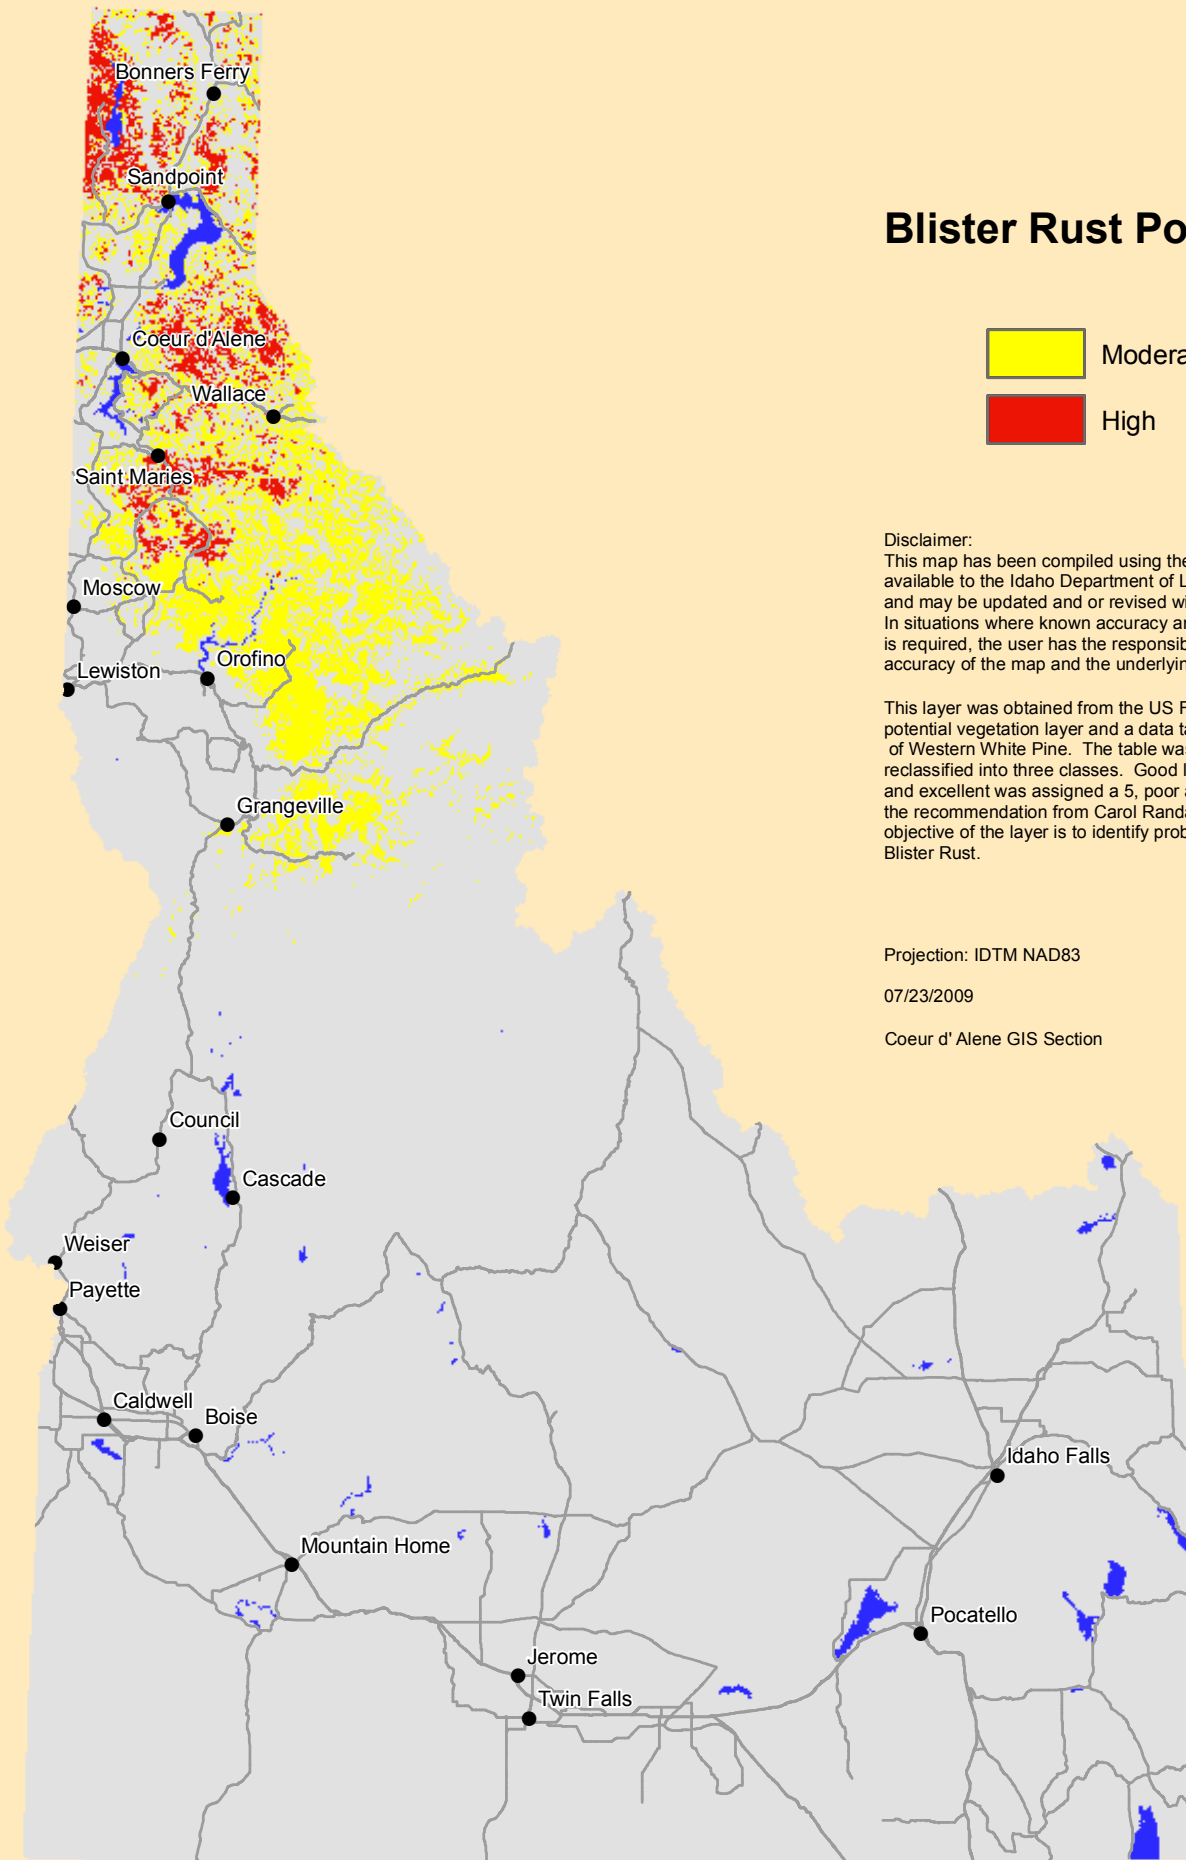 Bonners Ferry
Sandpoint
Coeur d'Alene
Wallace
Saint Maries
Moscow
Lewiston
Orofino
Grangeville
Council
Cascade
Weiser
Payette
Caldwell
Boise
Mountain Home
Idaho Falls
Pocatello
Jerome
Twin Falls
Blister Rust Po
Modera
High
Disclaimer:
This map has been compiled using the
available to the Idaho Department of L
and may be updated and or revised wi
In situations where known accuracy an
is required, the user has the responsib
accuracy of the map and the underlyin
This layer was obtained from the US F
potential vegetation layer and a data ta
of Western White Pine. The table was
reclassified into three classes. Good l
and excellent was assigned a 5, poor a
the recommendation from Carol Randa
objective of the layer is to identify prob
Blister Rust.
Projection: IDTM NAD83
07/23/2009
Coeur d' Alene GIS Section